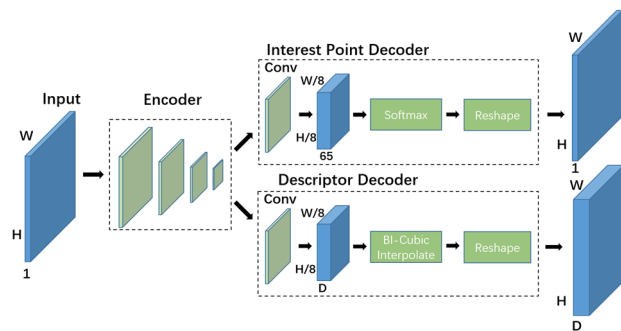 Input
W
H
1
Encoder
Interest Point Decoder
Conv
W/8
H/8
65
Softmax
Reshape
W
H
1
Descriptor Decoder
Conv
W/8
H/8
D
BI-Cubic
Interpolate
Reshape
W
H
D